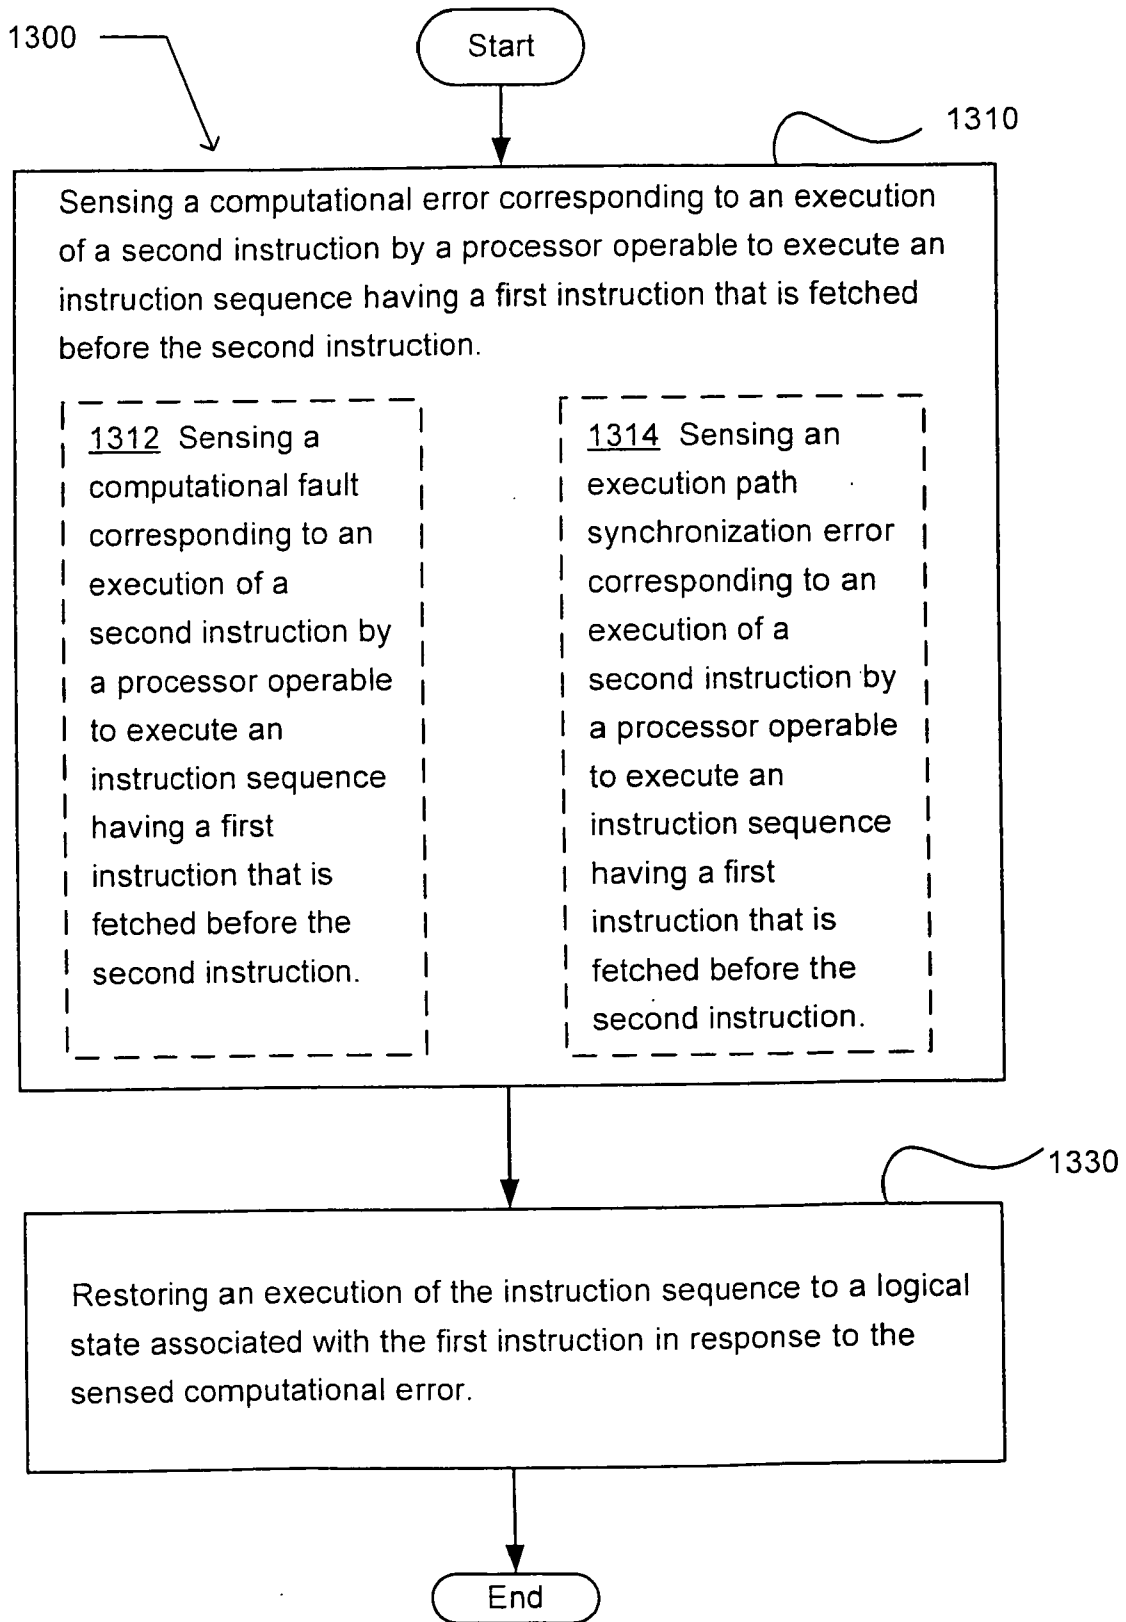 1300
Start
1310
Sensing a computational error corresponding to an execution
of a second instruction by a processor operable to execute an
instruction sequence having a first instruction that is fetched
before the second instruction.
1312 Sensing a
computational fault
corresponding to an
execution of a
second instruction by
a processor operable
to execute an
instruction sequence
having a first
instruction that is
fetched before the
second instruction.
1314 Sensing an
execution path
synchronization error
corresponding to an
execution of a
second instruction by
a processor operable
to execute an
instruction sequence
having a first
instruction that is
fetched before the
second instruction.
1330
Restoring an execution of the instruction sequence to a logical
state associated with the first instruction in response to the
sensed computational error.
End